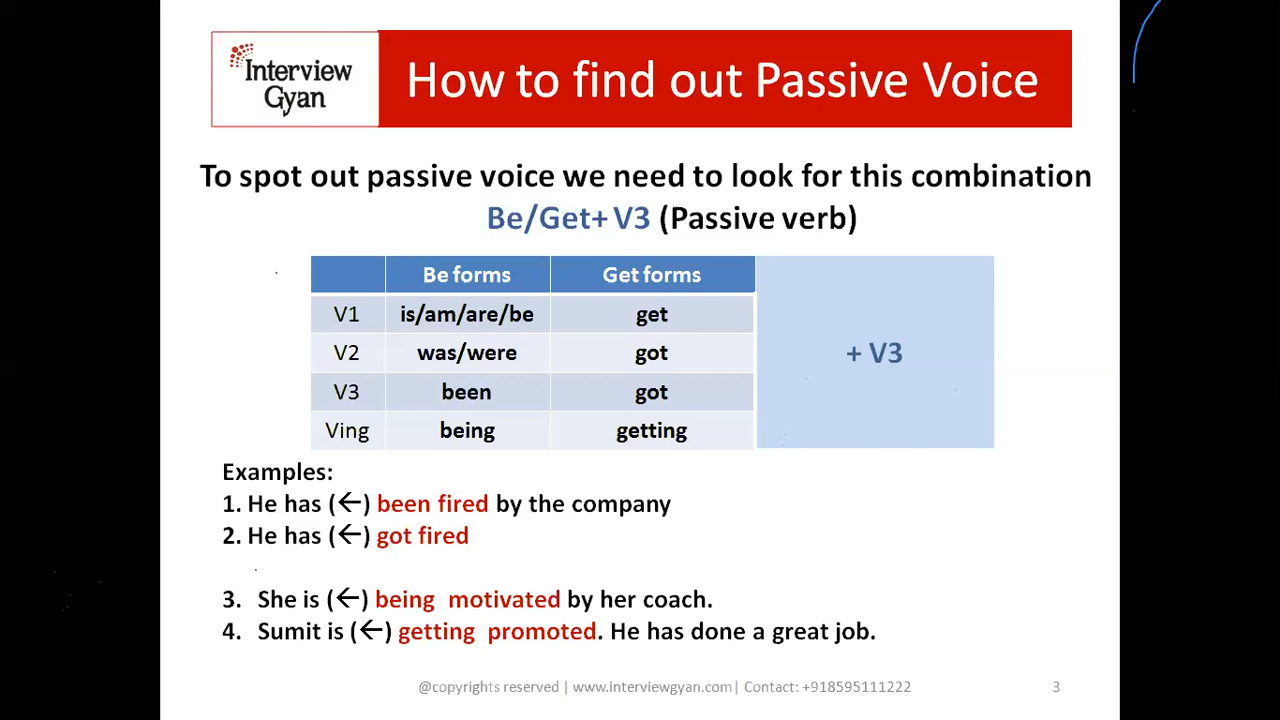 Interview
Gyan
How to find out Passive Voice
To spot out passive voice we need to look for this combination
Be/Get+ V3 (Passive verb)
Be forms Get forms
V1 is/am/are/be get
V2 was/were got
+ V3
V3 been got
Ving being getting
Examples:
1. He has (←) been fired by the company
2. He has (←) got fired
3. She is (←) being motivated by her coach.
4. Sumit is (←) getting promoted. He has done a great job.
@copyrights reserved | www.interviewgyan.com| Contact: +918595111222
3